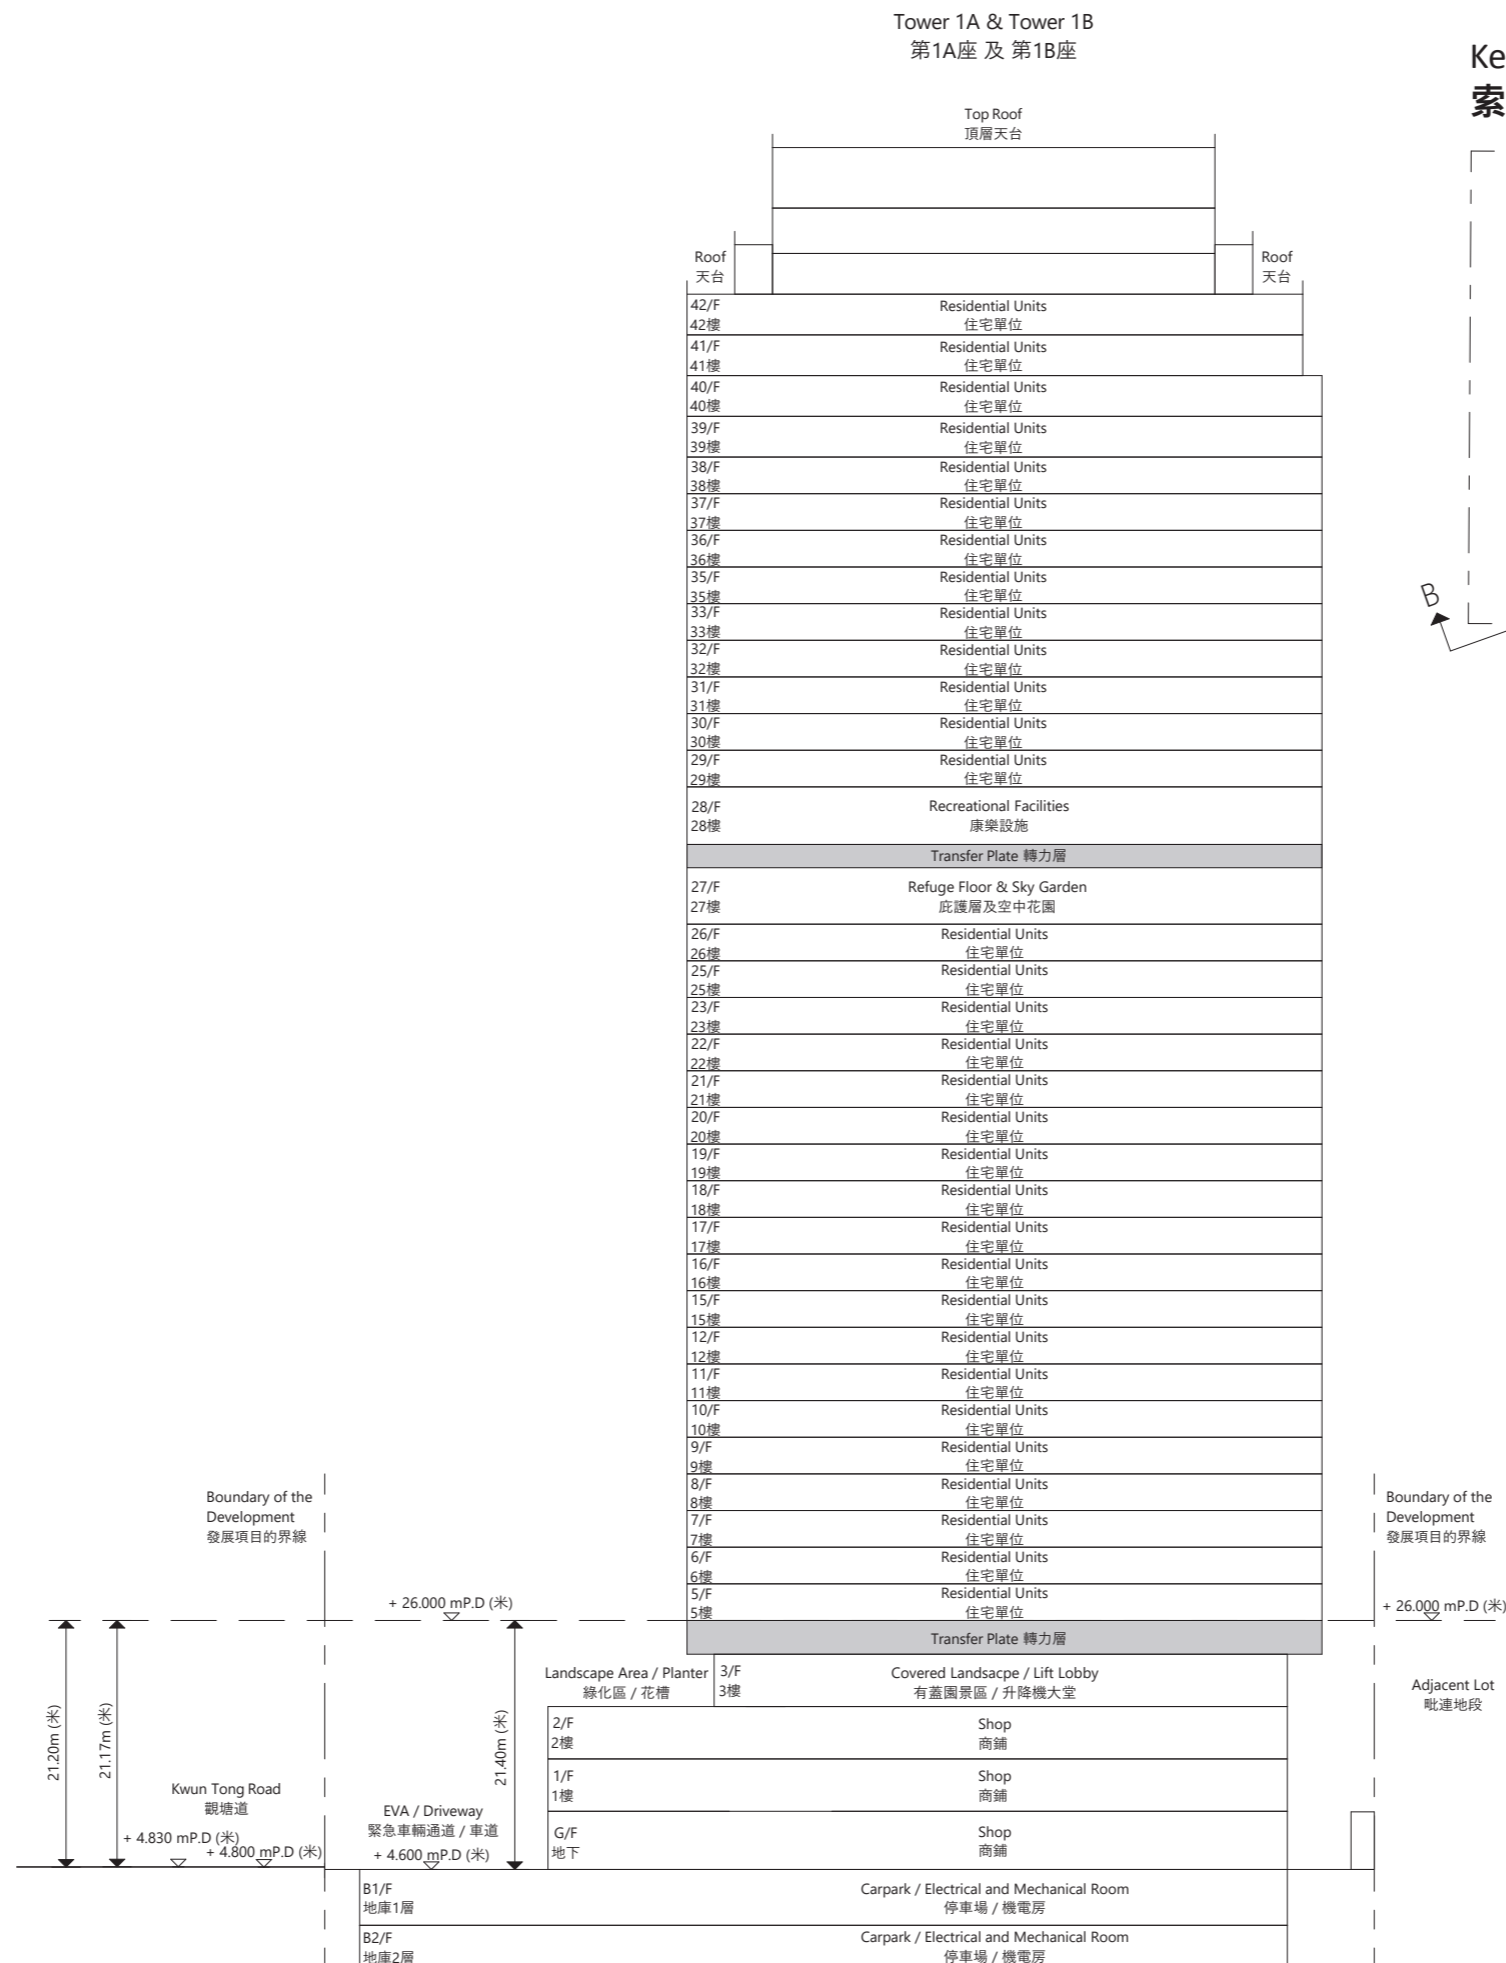 Tower 1A & Tower 1B
第1A座 及 第1B座
Ke
索
Top Roof
頂層天台
Roof
天台
Roof
天台
42/F Residential Units
42樓 住宅單位
41/F Residential Units
41樓 住宅單位
40/F Residential Units
40樓 住宅單位
39/F Residential Units
39樓 住宅單位
38/F Residential Units
38樓 住宅單位
37/F Residential Units
37樓 住宅單位
36/F Residential Units
36樓 住宅單位
35/F Residential Units
35樓 住宅單位
33/F Residential Units
33樓 住宅單位
32/F Residential Units
32樓 住宅單位
31/F Residential Units
31樓 住宅單位
30/F Residential Units
30樓 住宅單位
29/F Residential Units
29樓 住宅單位
B
28/F Recreational Facilities
28樓 康樂設施
Transfer Plate 轉力層
27/F Refuge Floor & Sky Garden
27樓 庇護層及空中花園
26/F Residential Units
26樓 住宅單位
25/F Residential Units
25樓 住宅單位
23/F Residential Units
23樓 住宅單位
22/F Residential Units
22樓 住宅單位
21/F Residential Units
21樓 住宅單位
20/F Residential Units
20樓 住宅單位
19/F Residential Units
19樓 住宅單位
18/F Residential Units
18樓 住宅單位
17/F Residential Units
17樓 住宅單位
16/F Residential Units
16樓 住宅單位
15/F Residential Units
15樓 住宅單位
12/F Residential Units
12樓 住宅單位
11/F Residential Units
11樓 住宅單位
10/F Residential Units
10樓 住宅單位
9/F Residential Units
9樓 住宅單位
8/F Residential Units
8樓 住宅單位
7/F Residential Units
7樓 住宅單位
6/F Residential Units
6樓 住宅單位
5/F Residential Units
5樓 住宅單位
Boundary of the
Development
發展項目的界線
Boundary of the
Development
發展項目的界線
+ 26.000 mP.D (米)
+ 26.000 mP.D (米)
Transfer Plate 轉力層
Landscape Area / Planter
綠化區 / 花槽
3/F Covered Landsacpe / Lift Lobby
3樓 有蓋園景區 / 升降機大堂
Adjacent Lot
毗連地段
2/F Shop
2樓 商鋪
1/F Shop
1樓 商鋪
G/F Shop
地下 商鋪
21.20m (米)
21.17m (米)
21.40m (米)
Kwun Tong Road
觀塘道
+ 4.830 mP.D (米)
+ 4.800 mP.D (米)
EVA / Driveway
緊急車輛通道 / 車道
+ 4.600 mP.D (米)
B1/F Carpark / Electrical and Mechanical Room
地庫1層 停車場 / 機電房
B2/F Carpark / Electrical and Mechanical Room
地庫2層 停車場 / 機電房